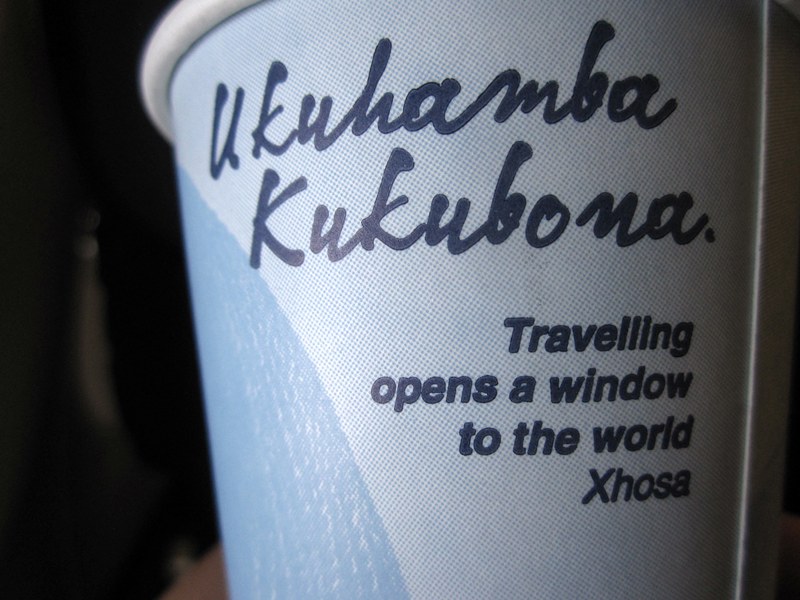 Ukuhamba
Kukubona.
Travelling
opens a window
to the world
Xhosa